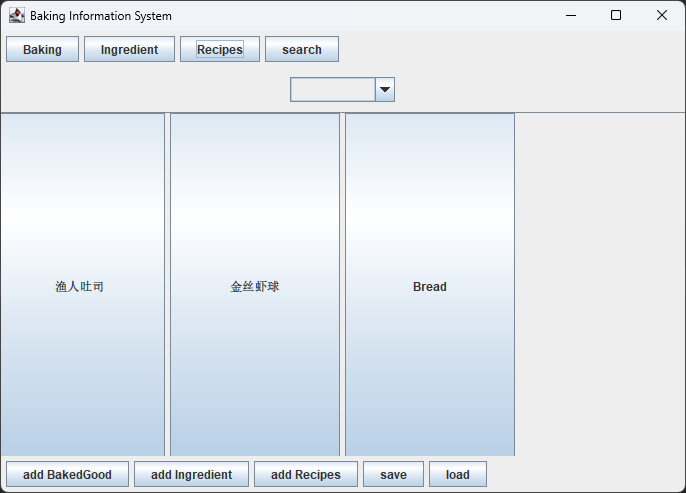 Baking Information System
Baking Ingredient Recipes search
渔人吐司 金丝虾球 Bread
add BakedGood add Ingredient add Recipes save load